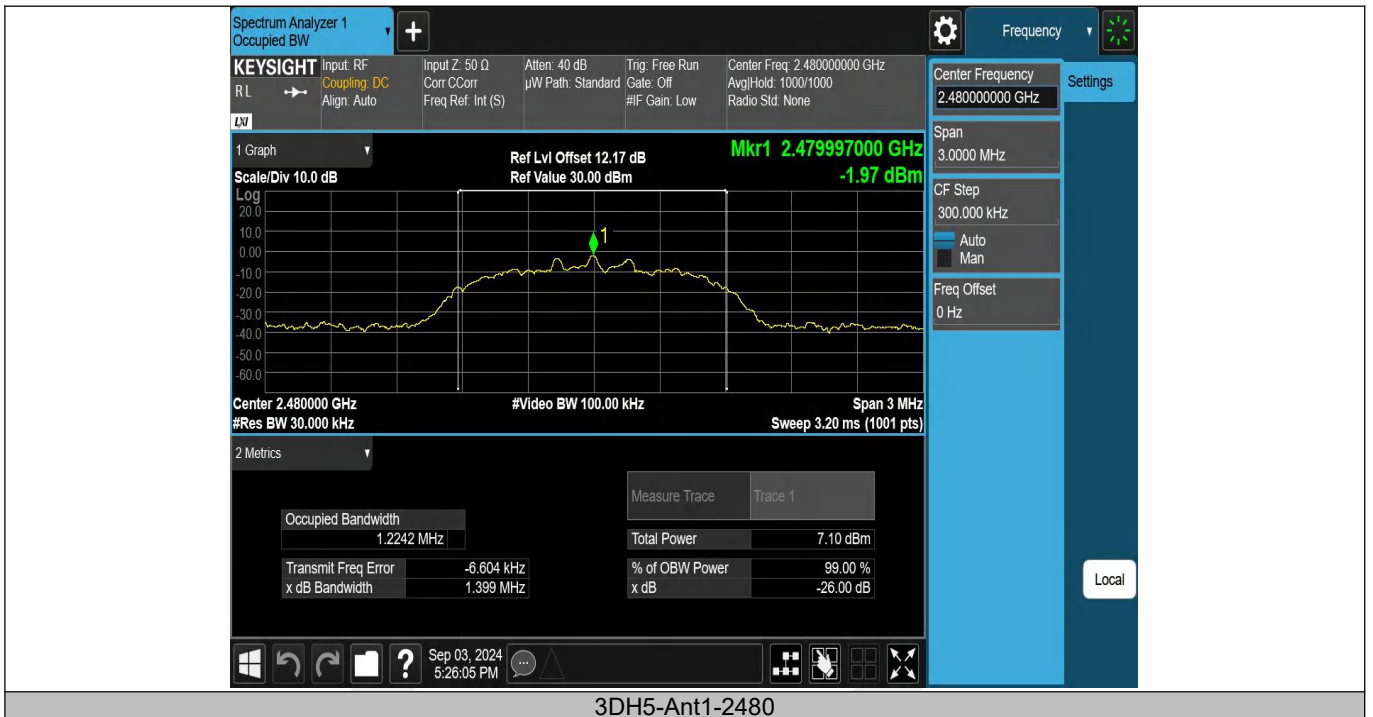 Spectrum Analyzer 1
Occupied BW
+
Frequency
KEYSIGHT
RL
LXI
Input: RF
Coupling: DC
Align: Auto
Input Z: 50 Ω
Corr CCorr
Freq Ref: Int (S)
Atten: 40 dB
µW Path: Standard
Trig: Free Run
Gate: Off
#IF Gain: Low
Center Freq: 2.480000000 GHz
Avg|Hold: 1000/1000
Radio Std: None
Center Frequency
2.480000000 GHz
Settings
Span
3.0000 MHz
CF Step
300.000 kHz
Auto
Man
Freq Offset
0 Hz
Local
1 Graph
Scale/Div 10.0 dB
Ref Lvl Offset 12.17 dB
Ref Value 30.00 dBm
Mkr1 2.479997000 GHz
-1.97 dBm
Log
20.0
10.0
0.00
-10.0
-20.0
-30.0
-40.0
-50.0
-60.0
1
Center 2.480000 GHz
#Video BW 100.00 kHz
Span 3 MHz
#Res BW 30.000 kHz
Sweep 3.20 ms (1001 pts)
2 Metrics
Measure Trace Trace 1
Occupied Bandwidth
1.2242 MHz
Total Power 7.10 dBm
Transmit Freq Error -6.604 kHz
% of OBW Power 99.00 %
x dB Bandwidth 1.399 MHz
x dB -26.00 dB
?
Sep 03, 2024
5:26:05 PM
3DH5-Ant1-2480